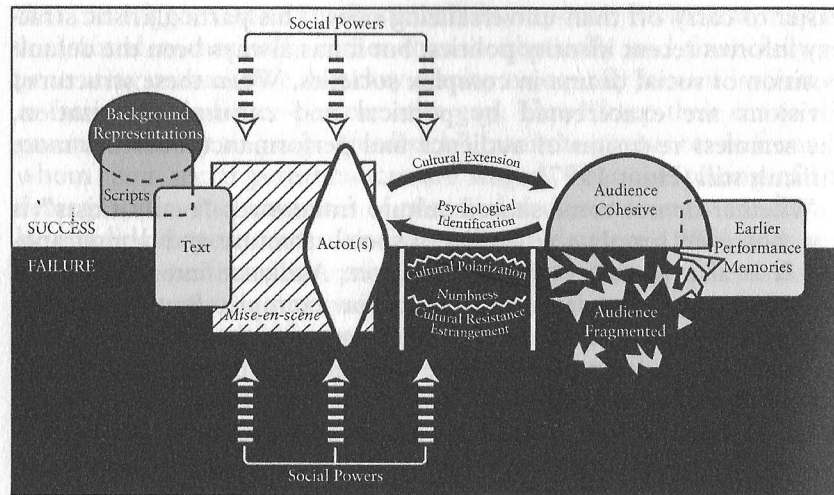 Social Powers
Background
Representations
Scripts
Text
Mise-en-scène
Actor(s)
Cultural Extension
Psychological
Identification
Audience
Cohesive
Earlier
Performance
Memories
SUCCESS
FAILURE
Cultural Polarization
Numbness
Cultural Resistance
Estrangement
Audience
Fragmented
Social Powers